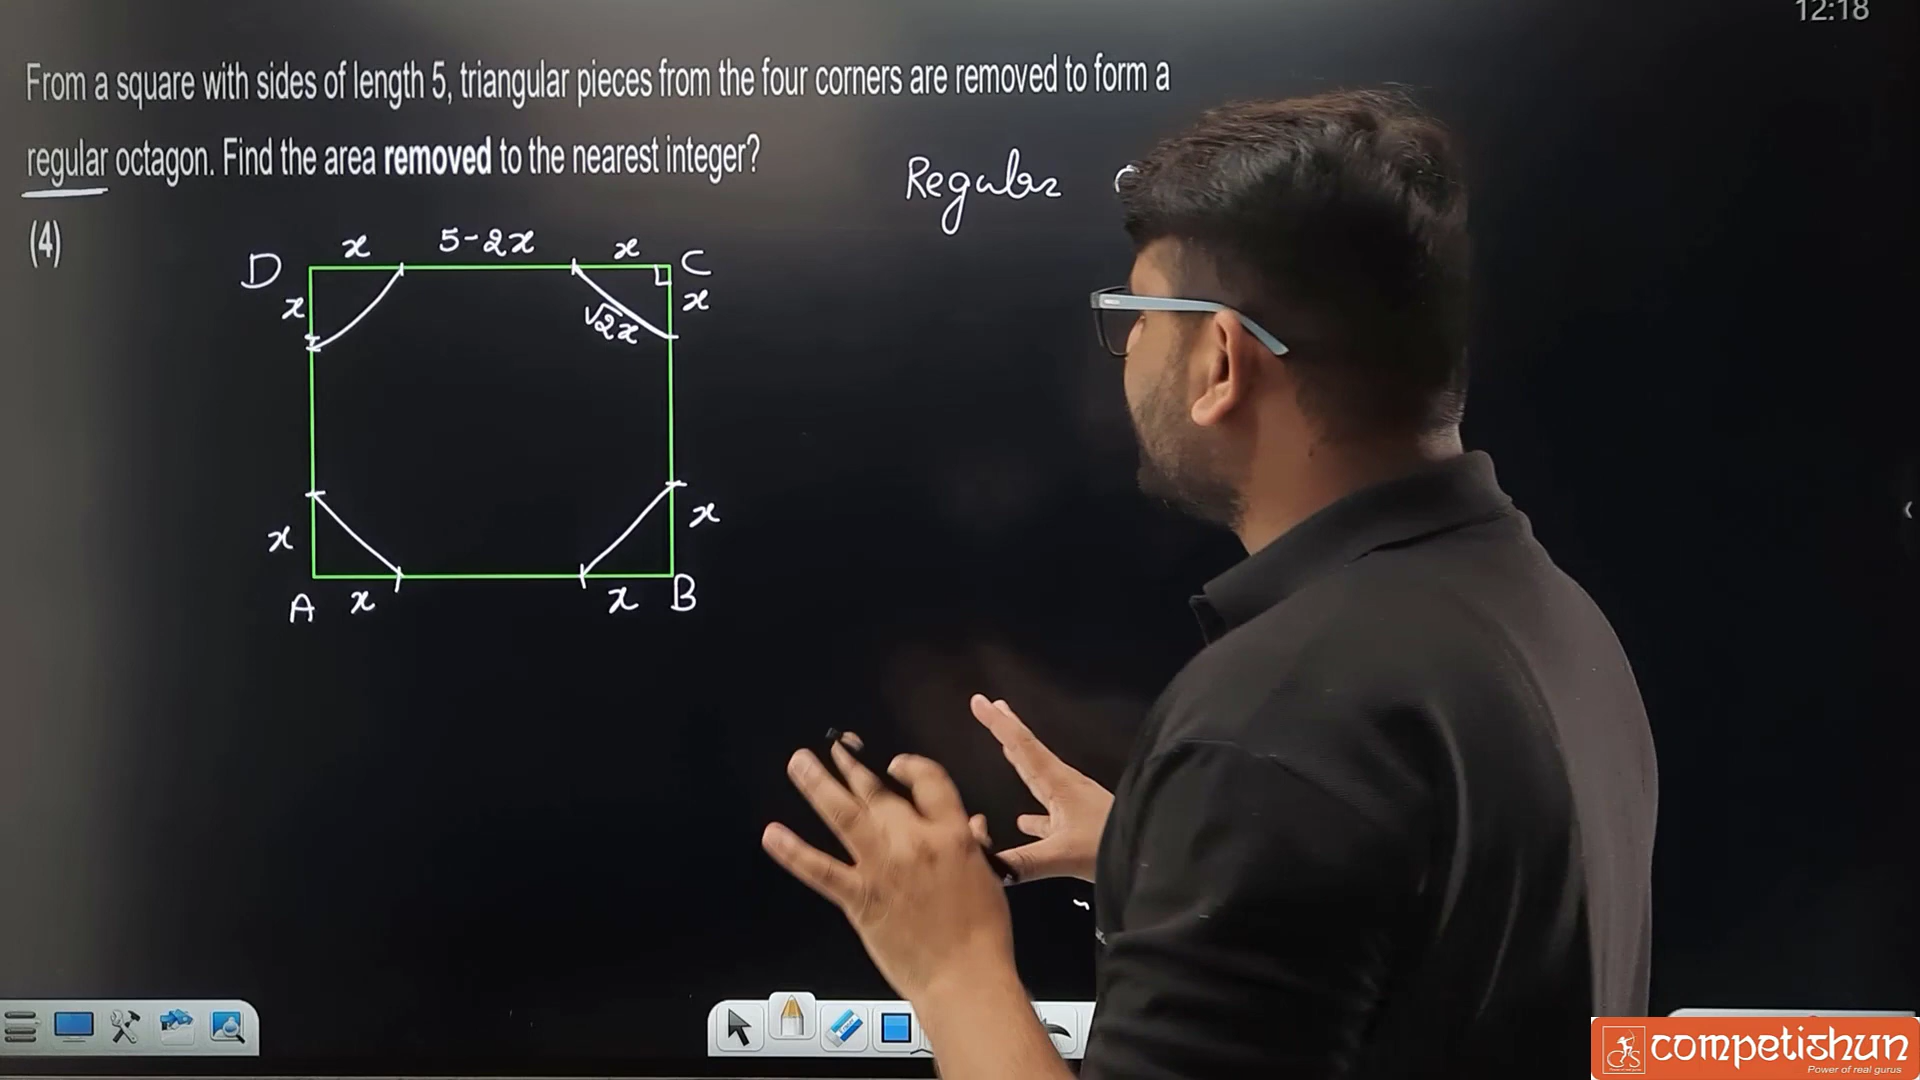 12:18
From a square with sides of length 5, triangular pieces from the four corners are removed to form a
regular octagon. Find the area removed to the nearest integer?
(4)
Regular
x 5-2x x
D C
x x
√2x
x x
A x x B
competishun
Power of real gurus